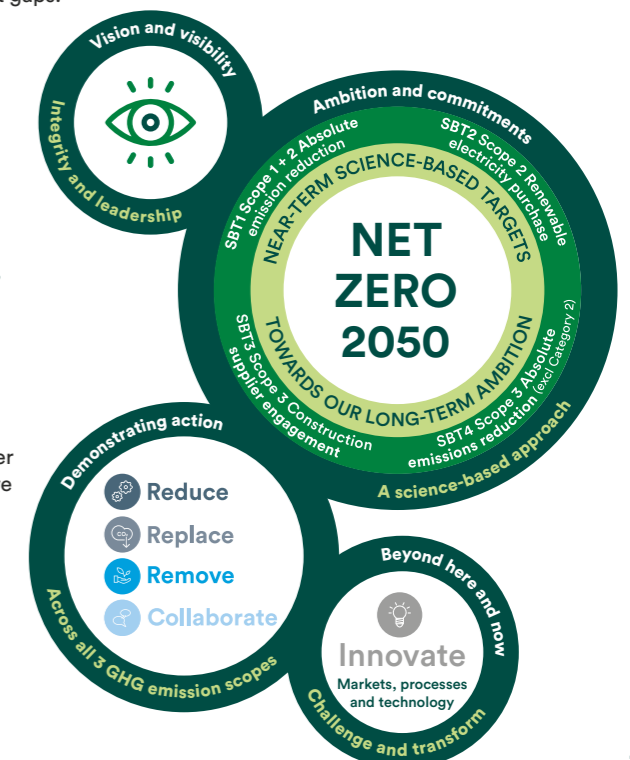 gaps.
Vision and visibility
Integrity and leadership
Ambition and commitments
SBT1 Scope 1 + 2 Absolute
emission reduction
SBT2 Scope 2 Renewable
electricity purchase
NEAR-TERM SCIENCE-BASED TARGETS
NET
ZERO
2050
TOWARDS OUR LONG-TERM AMBITION
SBT3 Scope 3 Construction
supplier engagement
SBT4 Scope 3 Absolute
emissions reduction (excl Category 2)
A science-based approach
Demonstrating action
Reduce
CO₂
Replace
Remove
Collaborate
Across all 3 GHG emission scopes
Beyond here and now
Innovate
Markets, processes
and technology
Challenge and transform